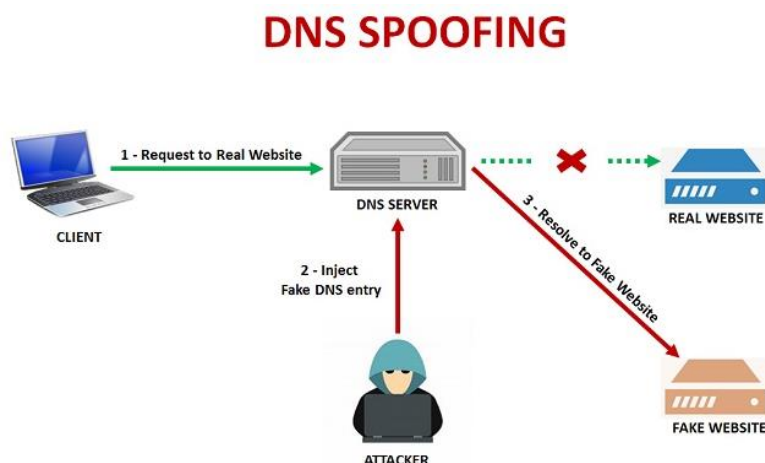 DNS SPOOFING
1 - Request to Real Website
CLIENT
DNS SERVER
REAL WEBSITE
2 - Inject
Fake DNS entry
3 - Resolve to Fake Website
ATTACKER
FAKE WEBSITE